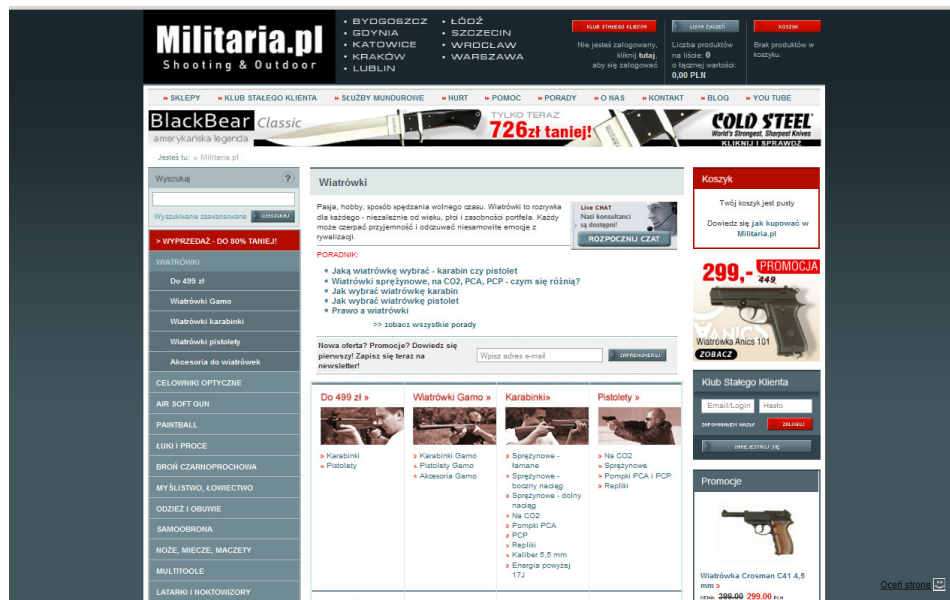 Militaria.pl
Shooting & Outdoor
• BYDGOSZCZ
• GDYNIA
• KATOWICE
• KRAKÓW
• LUBLIN
• ŁÓDŹ
• SZCZECIN
• WROCŁAW
• WARSZAWA
KLUB STAŁEGO KLIENTA
Nie jesteś zalogowany,
kliknij tutaj,
aby się zalogować
LISTA ŻYCZEŃ
Liczba produktów
na liście: 0
o łącznej wartości:
0,00 PLN
KOSZYK
Brak produktów w
koszyku.
» SKLEPY » KLUB STAŁEGO KLIENTA » SŁUŻBY MUNDUROWE » HURT » POMOC » PORADY » O NAS » KONTAKT » BLOG » YOU TUBE
BlackBear Classic
amerykańska legenda
TYLKO TERAZ
726zł taniej!
COLD STEEL
World's Strongest, Sharpest Knives
KLIKNIJ I SPRAWDŹ
Jesteś tu: » Militaria.pl
Wyszukaj ?
Wyszukiwanie zaawansowane WYSZUKAJ
> WYPRZEDAŻ - DO 80% TANIEJ!
WIATRÓWKI
Do 499 zł
Wiatrówki Gamo
Wiatrówki karabinki
Wiatrówki pistolety
Akcesoria do wiatrówek
CELOWNIKI OPTYCZNE
AIR SOFT GUN
PAINTBALL
ŁUKI I PROCE
BROŃ CZARNOPROCHOWA
MYŚLISTWO, ŁOWIECTWO
ODZIEŻ I OBUWIE
SAMOOBRONA
NOŻE, MIECZE, MACZETY
MULTITOOLE
LATARKI I NOKTOWIZORY
Wiatrówki
Pasja, hobby, sposób spędzania wolnego czasu. Wiatrówki to rozrywka
dla każdego - niezależnie od wieku, płci i zasobności portfela. Każdy
może czerpać przyjemność i odczuwać niesamowite emocje z
rywalizacji.
Live CHAT
Nasi konsultanci
są dostępni!
ROZPOCZNIJ CZAT
PORADNIK:
• Jaką wiatrówkę wybrać - karabin czy pistolet
• Wiatrówki sprężynowe, na CO2, PCA, PCP - czym się różnią?
• Jak wybrać wiatrówkę karabin
• Jak wybrać wiatrówkę pistolet
• Prawo a wiatrówki
>> zobacz wszystkie porady
Nowa oferta? Promocje? Dowiedz się
pierwszy! Zapisz się teraz na
newsletter!
Wpisz adres e-mail
ZAPRENUMERUJ
Do 499 zł »
» Karabinki
» Pistolety
Wiatrówki Gamo »
» Karabinki Gamo
» Pistolety Gamo
» Akcesoria Gamo
Karabinki»
» Sprężynowe -
łamane
» Sprężynowe -
boczny naciąg
» Sprężynowe - dolny
naciąg
» Na CO2
» Pompki PCA
» PCP
» Repliki
» Kaliber 5,5 mm
» Energia powyżej
17J
Pistolety »
» Na CO2
» Sprężynowe
» Pompki PCA i PCP
» Repliki
Koszyk
Twój koszyk jest pusty
Dowiedz się jak kupować w
Militaria.pl
299,- PROMOCJA
449
ANICS
Wiatrówka Anics 101
ZOBACZ
Klub Stałego Klienta
Email/Login Hasło
ZAPOMNIAŁEM HASŁO ZALOGUJ
ZAREJESTRUJ SIĘ
Promocje
Wiatrówka Crosman C41 4,5
mm »
CENA: 399.00 299.00 PLN
Oceń stronę